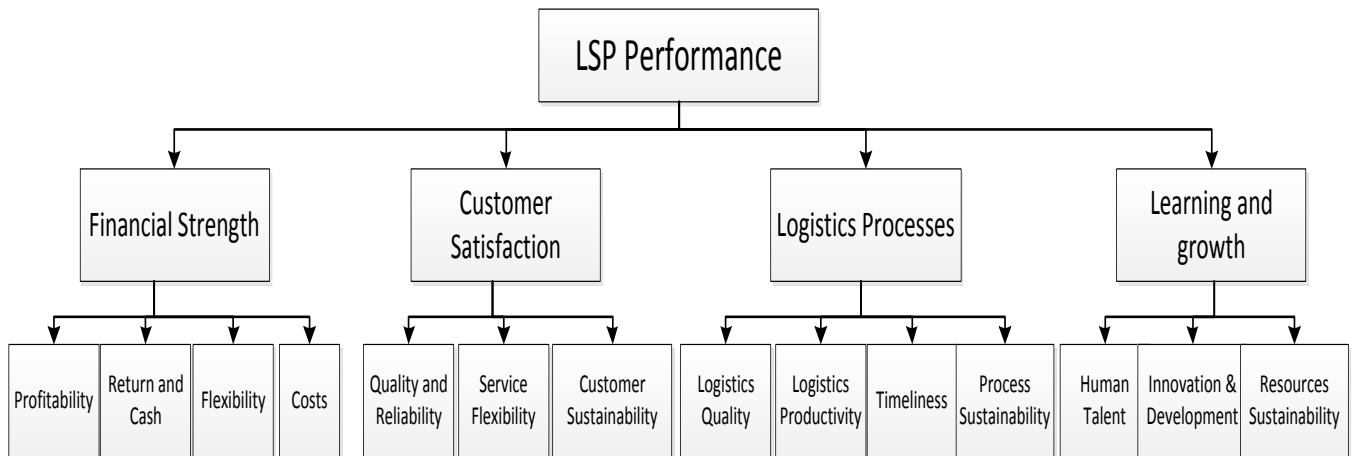 LSP Performance
Financial Strength
Customer
Satisfaction
Logistics Processes
Learning and
growth
Profitability
Return and
Cash
Flexibility
Costs
Quality and
Reliability
Service
Flexibility
Customer
Sustainability
Logistics
Quality
Logistics
Productivity
Timeliness
Process
Sustainability
Human
Talent
Innovation &
Development
Resources
Sustainability